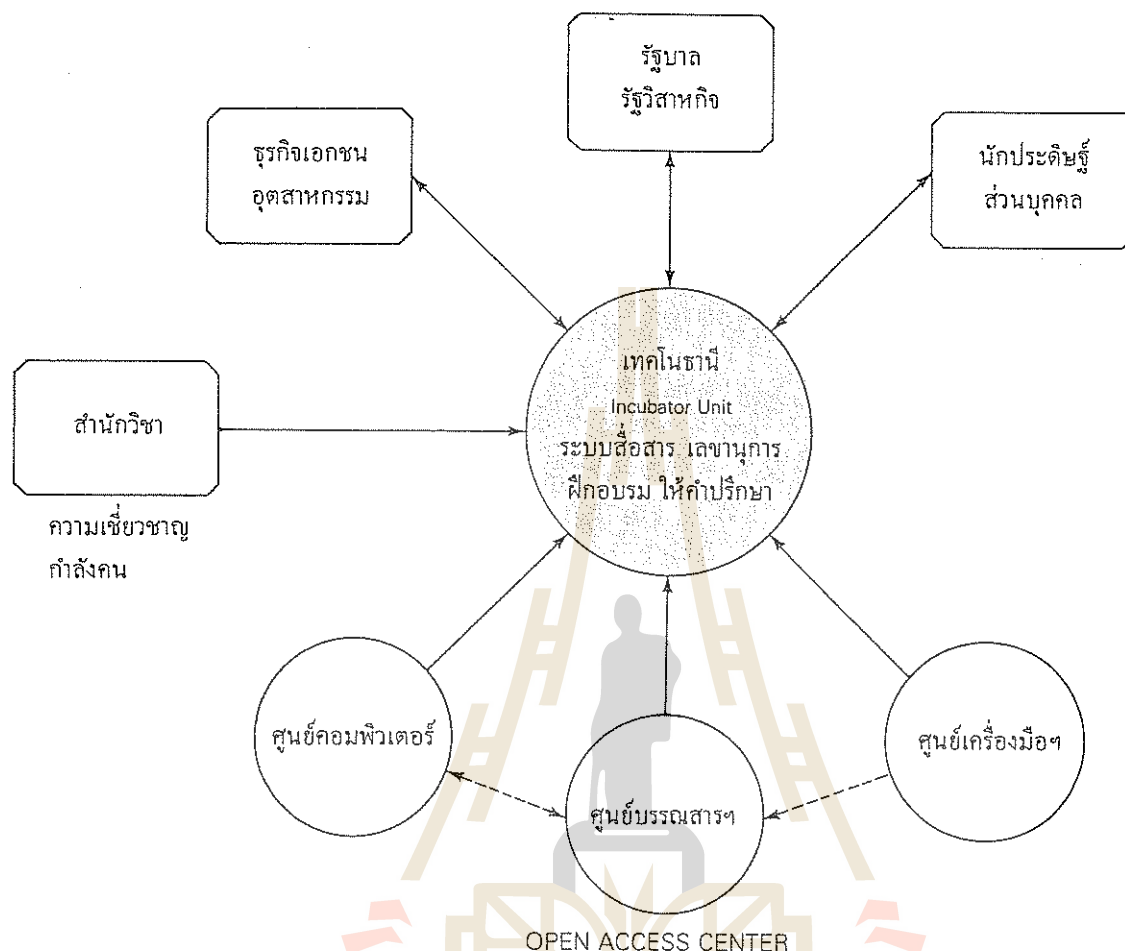 รัฐบาล
รัฐวิสาหกิจ
ธุรกิจเอกชน
อุตสาหกรรม
นักประดิษฐ์
ส่วนบุคคล
เทคโนธานี
Incubator Unit
ระบบสื่อสาร เลขานุการ
ฝึกอบรม ให้คำปรึกษา
สำนักวิชา
ความเชี่ยวชาญ
กำลังคน
ศูนย์คอมพิวเตอร์
ศูนย์บรรณสารฯ
ศูนย์เครื่องมือฯ
OPEN ACCESS CENTER